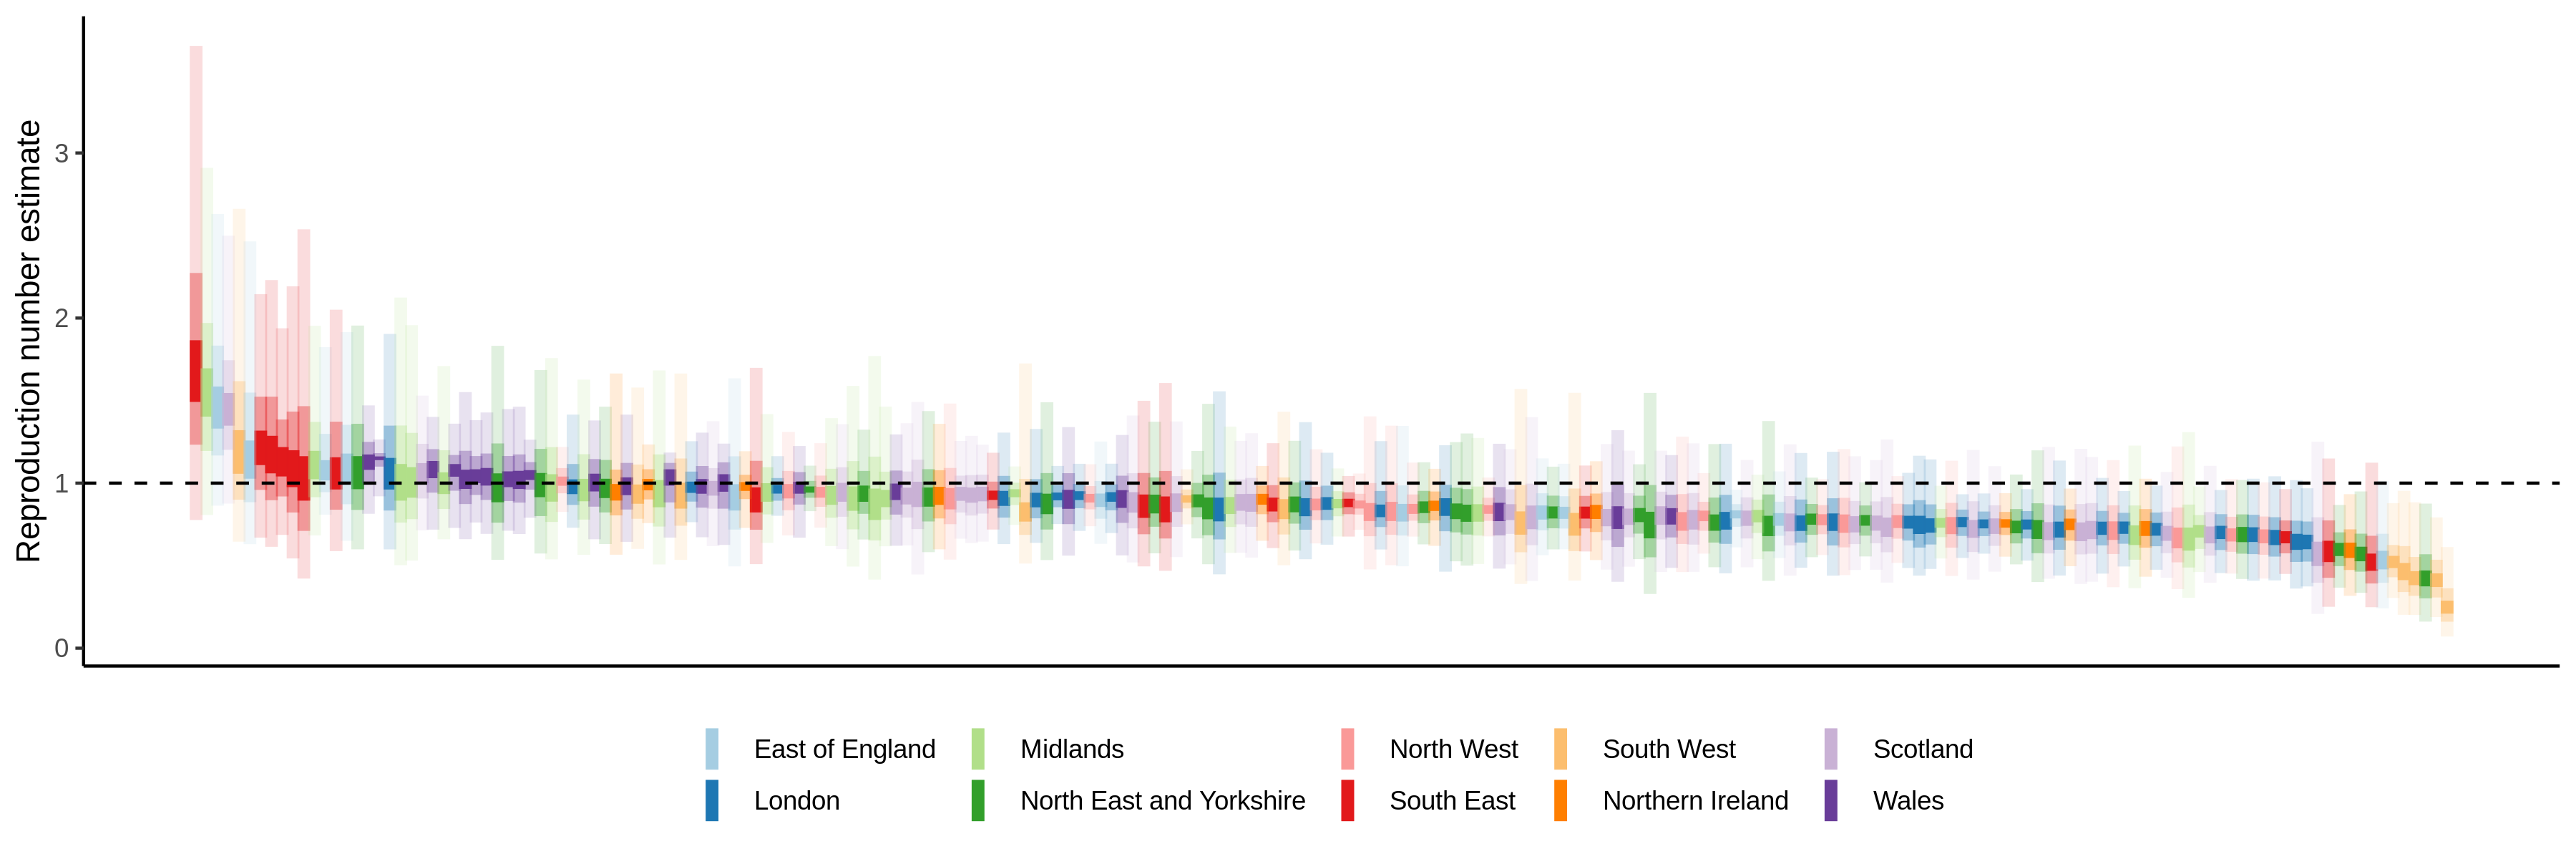 Reproduction number estimate
3
2
1
0
East of England Midlands North West South West Scotland
London North East and Yorkshire South East Northern Ireland Wales